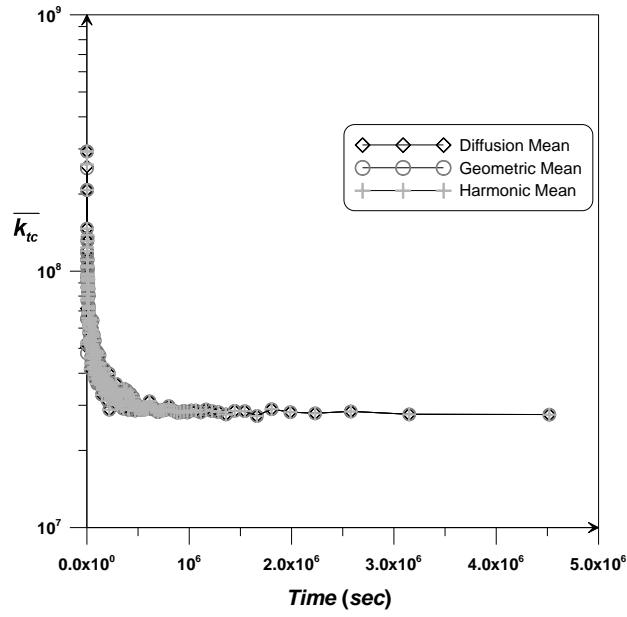 10⁹
Diffusion Mean
Geometric Mean
Harmonic Mean
k̅t̅c̅
10⁸
10⁷
0.0x10⁰ 10⁶ 2.0x10⁶ 3.0x10⁶ 4.0x10⁶ 5.0x10⁶
Time (sec)